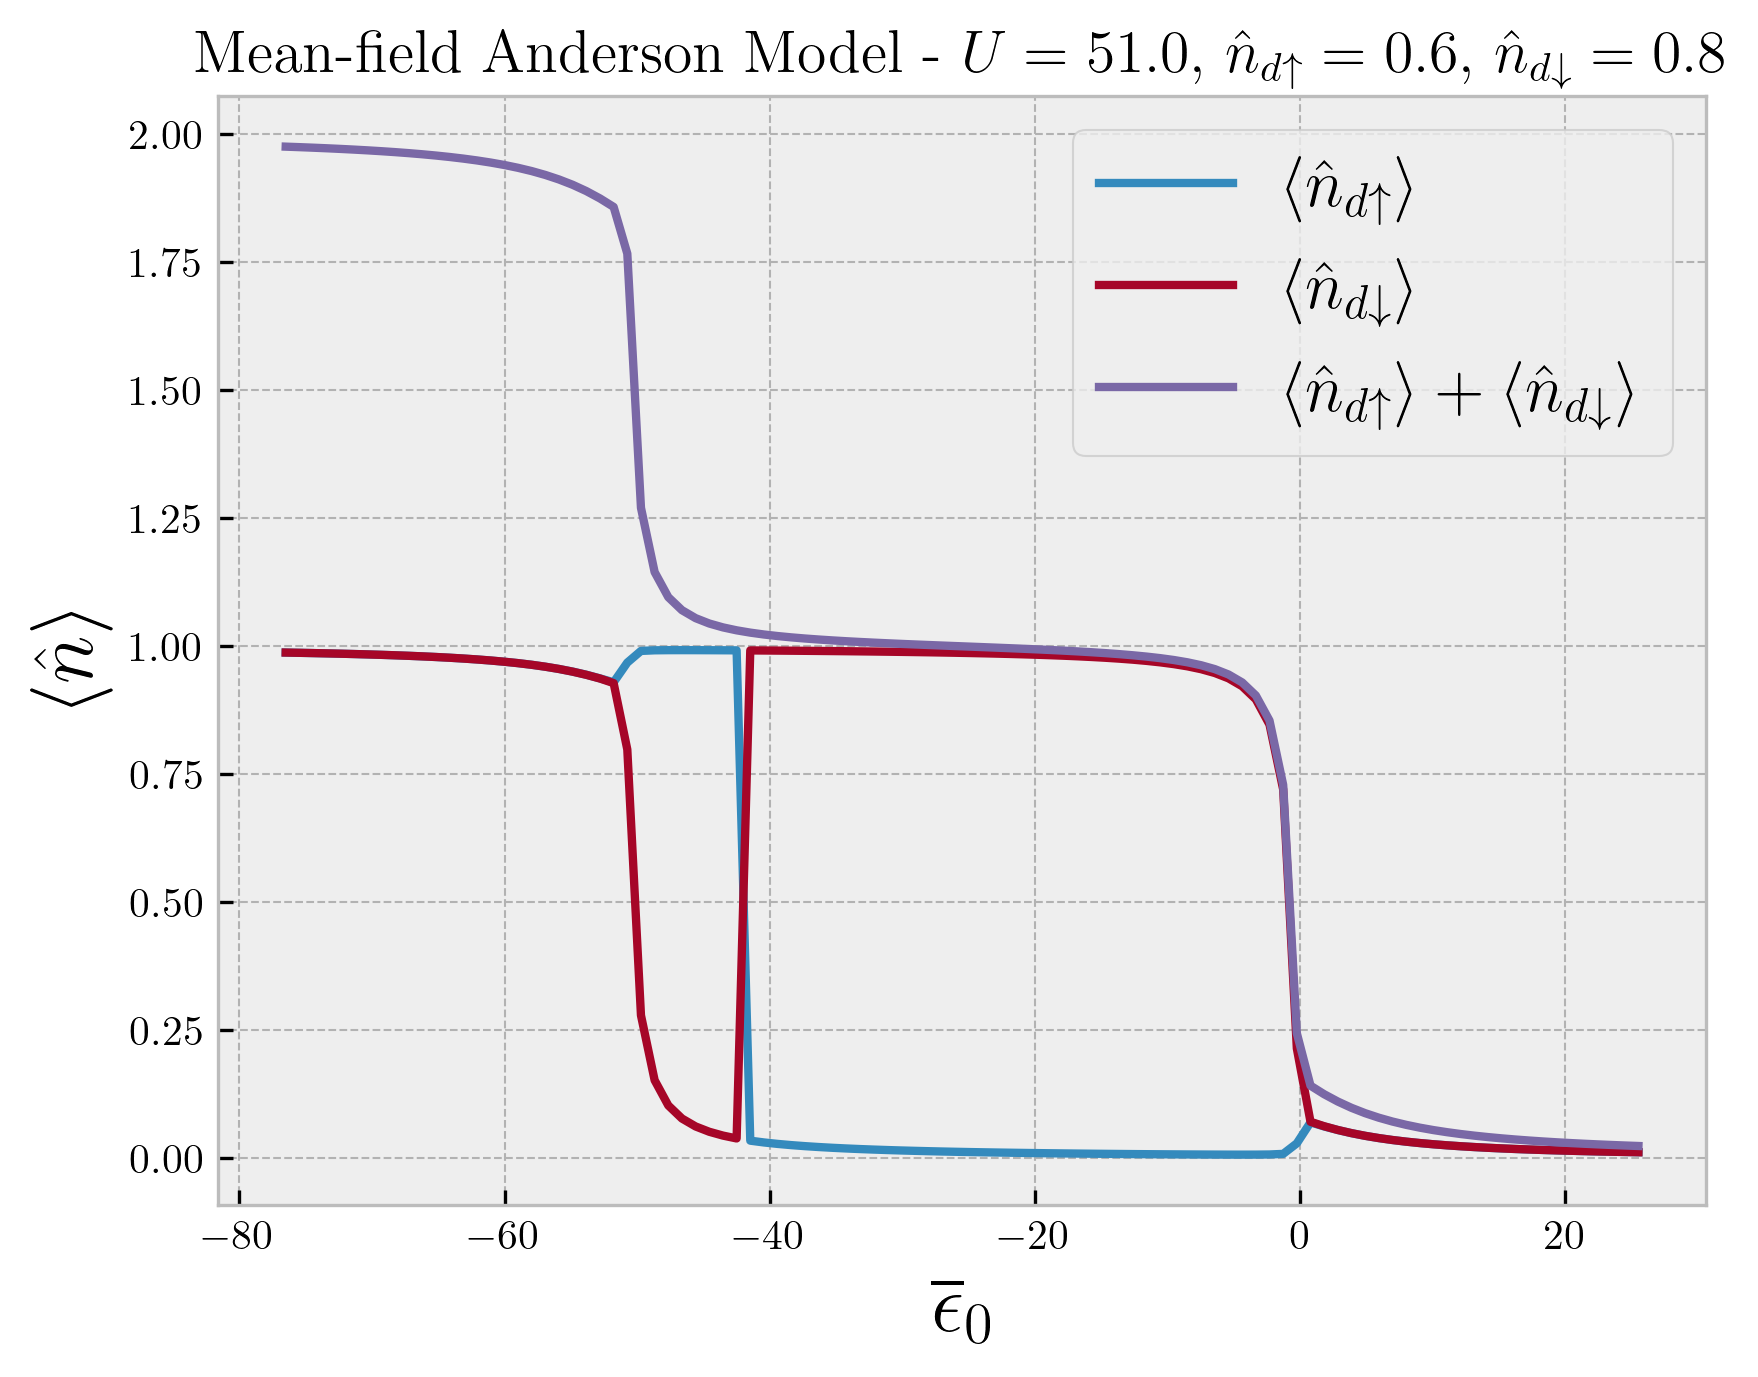 Mean-field Anderson Model - U = 51.0, n̂d↑ = 0.6, n̂d↓ = 0.8
⟨n̂d↑⟩
⟨n̂d↓⟩
⟨n̂d↑⟩ + ⟨n̂d↓⟩
2.00
1.75
1.50
1.25
1.00
0.75
0.50
0.25
0.00
⟨n̂⟩
−80 −60 −40 −20 0 20
ϵ̅0